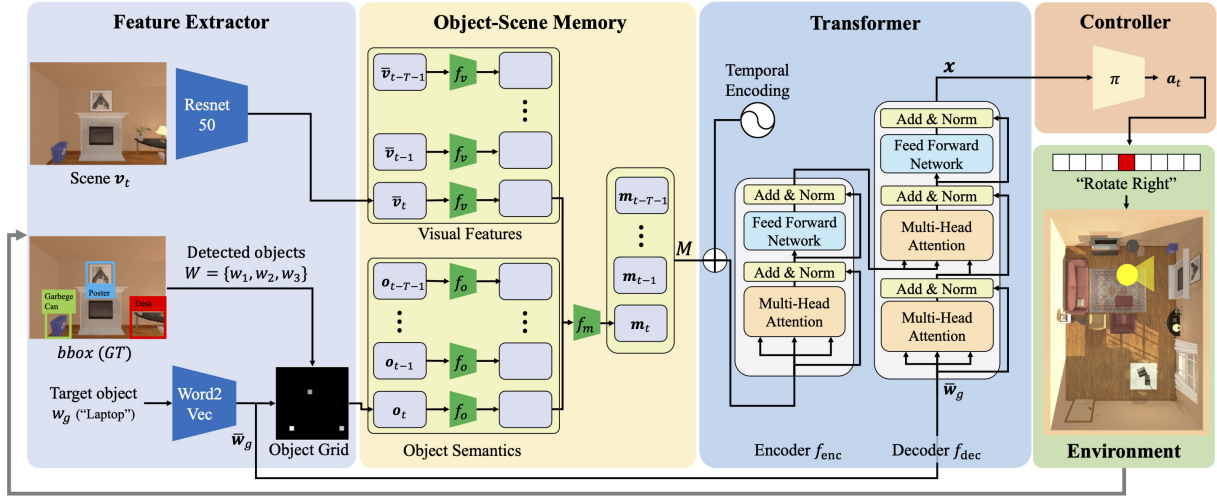 Feature Extractor
Resnet
50
Scene v_t
Detected objects
W = {w_1, w_2, w_3}
Garbege
Can
Poster
Desk
bbox (GT)
Target object
w_g ("Laptop")
Word2
Vec
w̄_g
Object Grid
Object-Scene Memory
v̄_{t-T-1}
f_v
⋮
v̄_{t-1}
f_v
v̄_t
f_v
Visual Features
o_{t-T-1}
f_o
⋮
⋮
o_{t-1}
f_o
o_t
f_o
Object Semantics
f_m
m_{t-T-1}
⋮
m_{t-1}
m_t
M
Transformer
Temporal
Encoding
Add & Norm
Feed Forward
Network
Add & Norm
Multi-Head
Attention
Encoder f_enc
x
Add & Norm
Feed Forward
Network
Add & Norm
Multi-Head
Attention
Add & Norm
Multi-Head
Attention
w̄_g
Decoder f_dec
Controller
π
a_t
"Rotate Right"
Environment